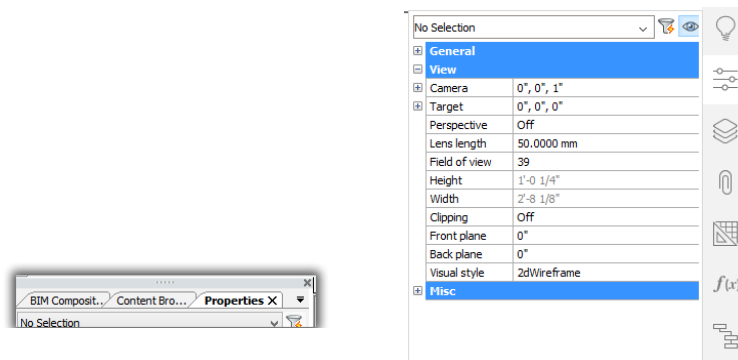 No Selection
General
View
Camera 0", 0", 1"
Target 0", 0", 0"
Perspective Off
Lens length 50.0000 mm
Field of view 39
Height 1'-0 1/4"
Width 2'-8 1/8"
Clipping Off
Front plane 0"
Back plane 0"
Visual style 2dWireframe
Misc
f(x)
BIM Composit... Content Bro... Properties X
No Selection